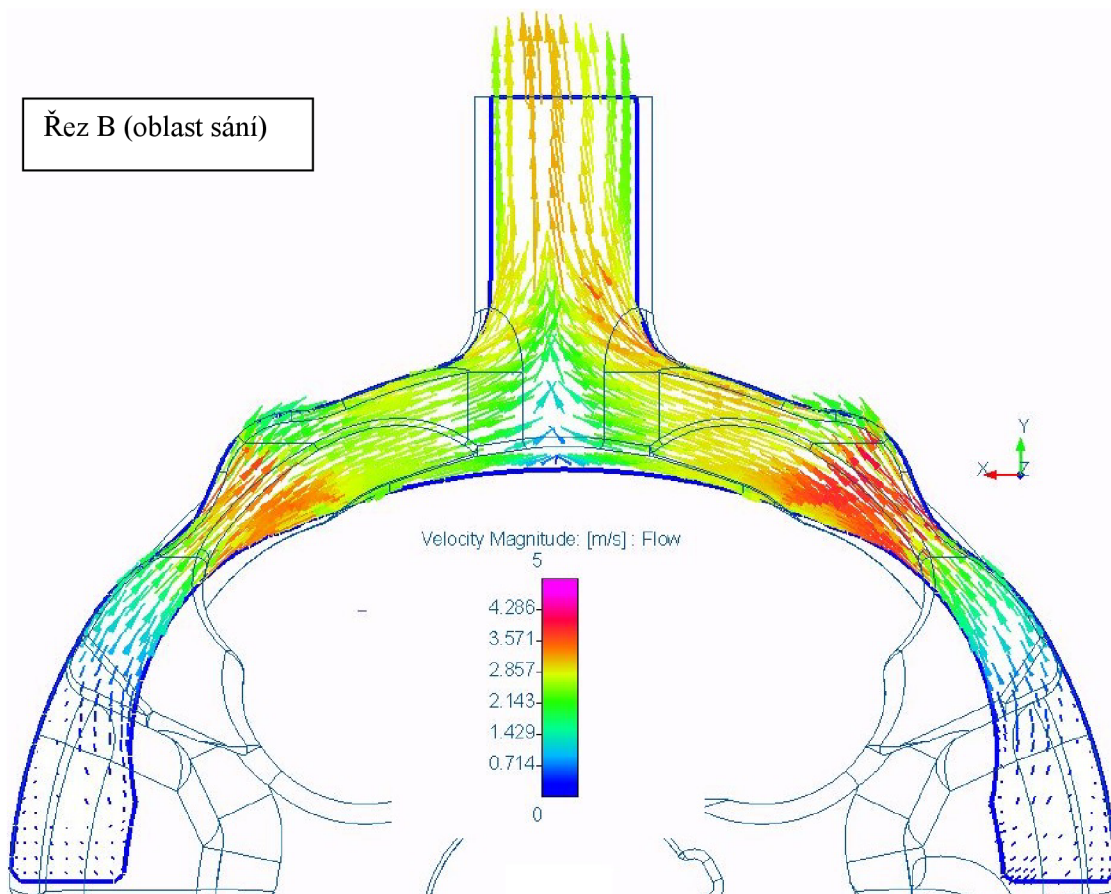 Řez B (oblast sání)
Y
X
Z
Velocity Magnitude: [m/s] : Flow
5
4.286
3.571
2.857
2.143
1.429
0.714
0